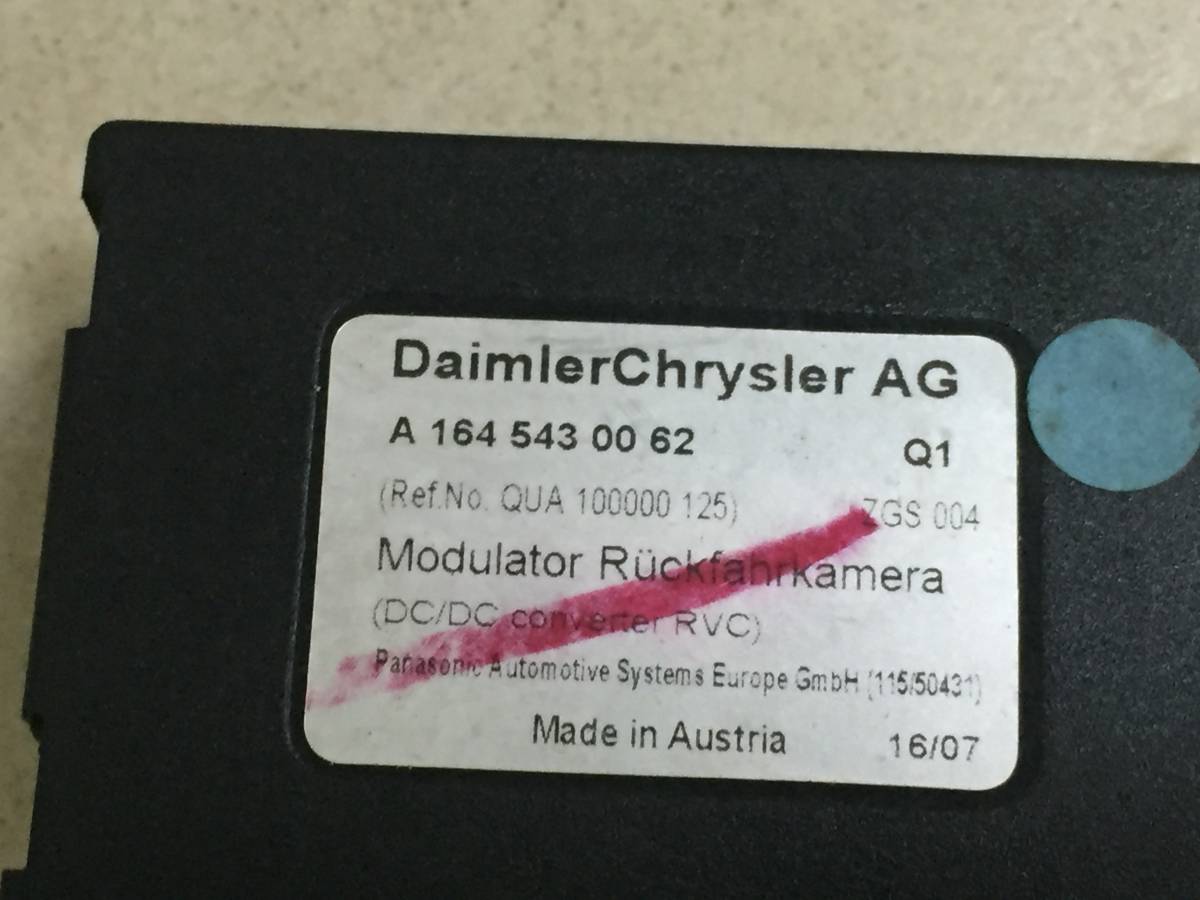 DaimlerChrysler AG
A 164 543 00 62 Q1
(Ref.No. QUA 100000 125) ZGS 004
Modulator Rückfahrkamera
(DC/DC converter RVC)
Panasonic Automotive Systems Europe GmbH (115/50431)
Made in Austria 16/07